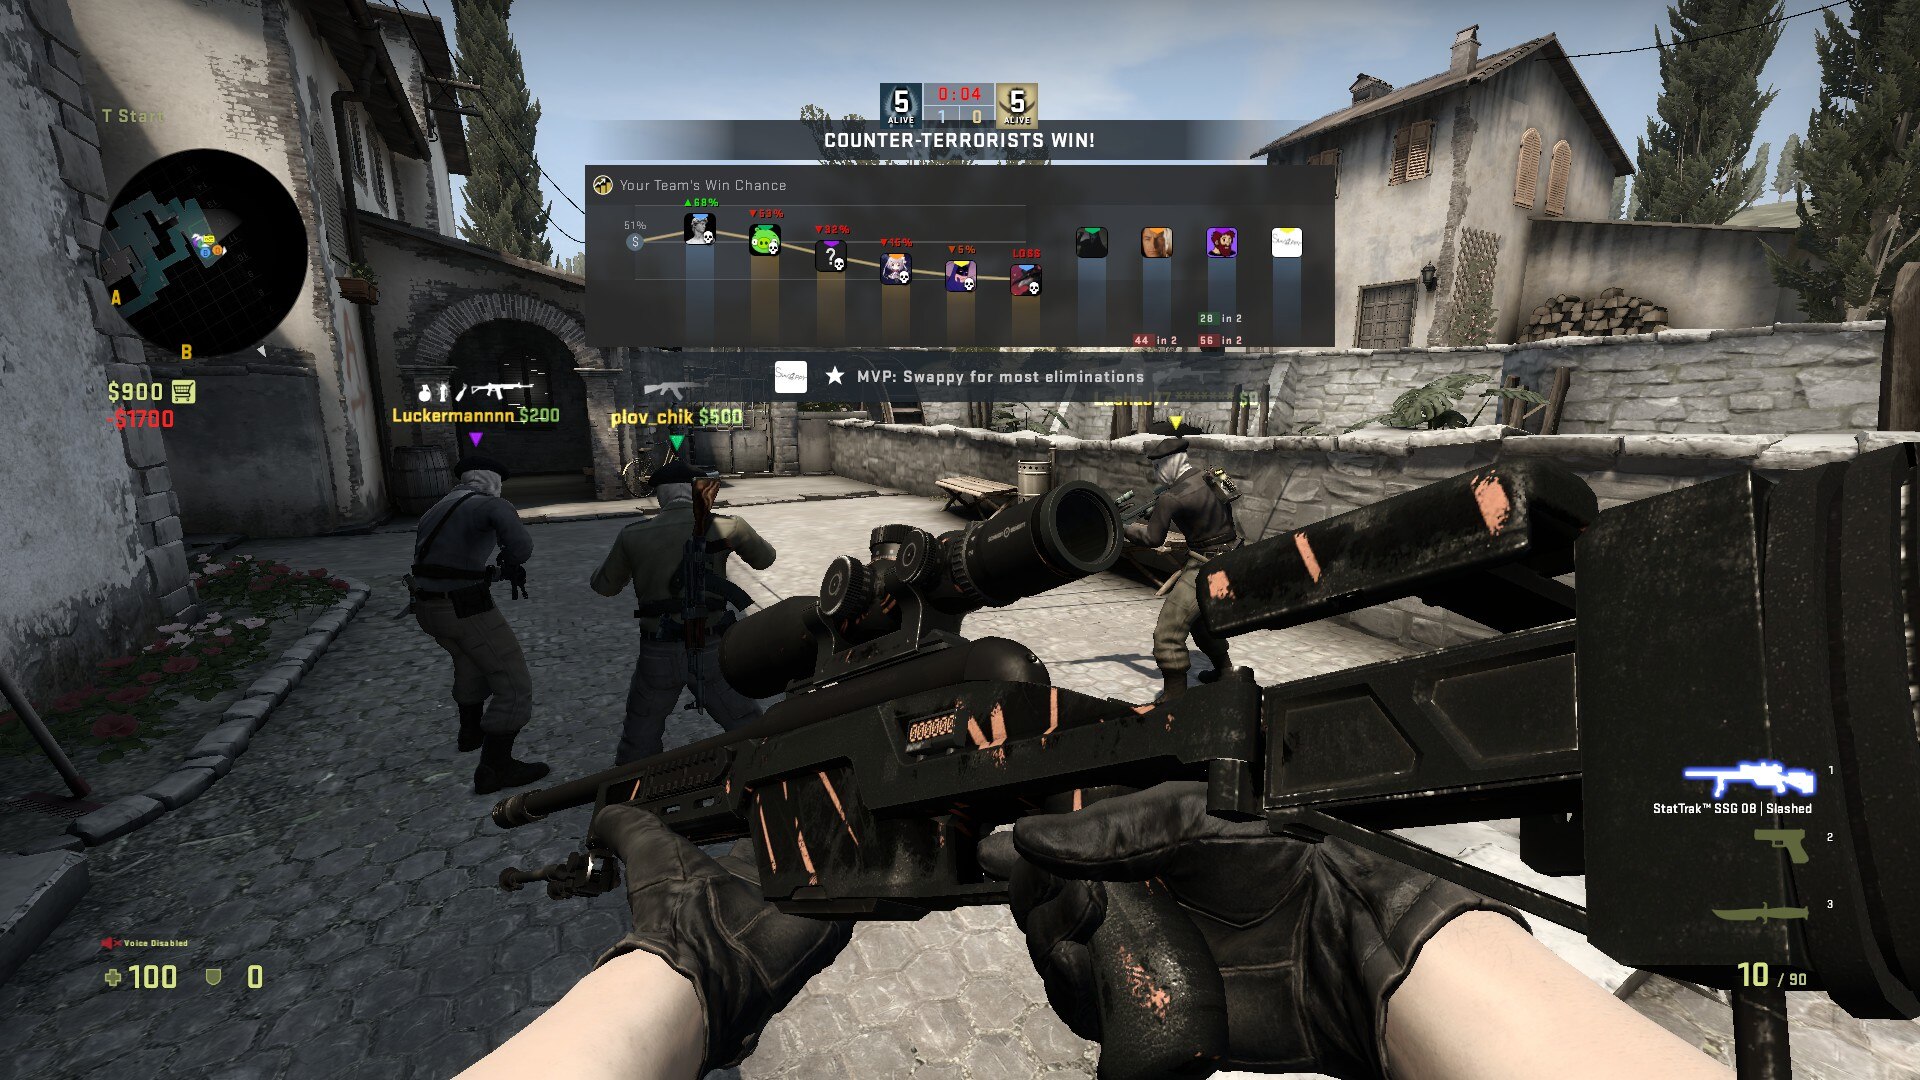 5 0:04 5
ALIVE 1 0 ALIVE
COUNTER-TERRORISTS WIN!
T Start
Your Team's Win Chance
▲68%
51%
$
▼53%
▼32%
▼15%
▼5%
LOSS
?
28 in 2
44 in 2
56 in 2
MVP: Swappy for most eliminations
A
B
$900
-$1700
Luckermannnn $200
plov_chik $500
000000
1
StatTrak™ SSG 08 | Slashed
2
3
Voice Disabled
100 0
10 / 90